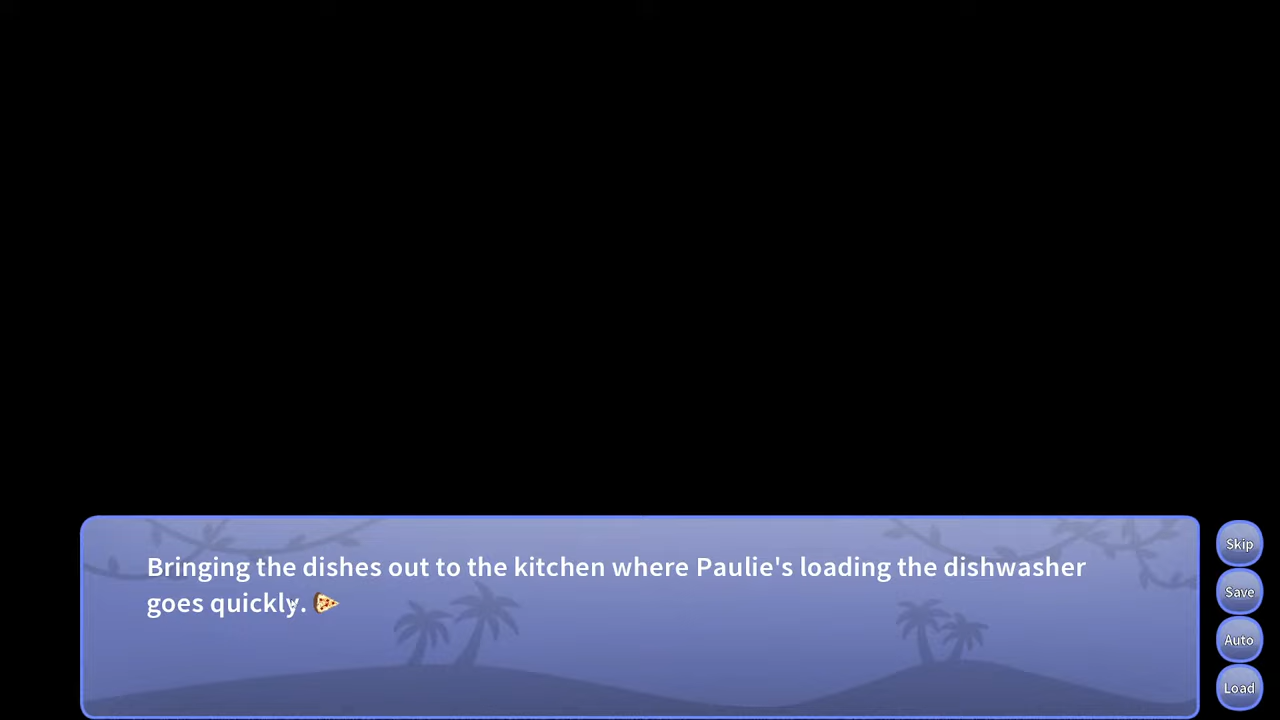 Bringing the dishes out to the kitchen where Paulie's loading the dishwasher
goes quickly.
Skip
Save
Auto
Load